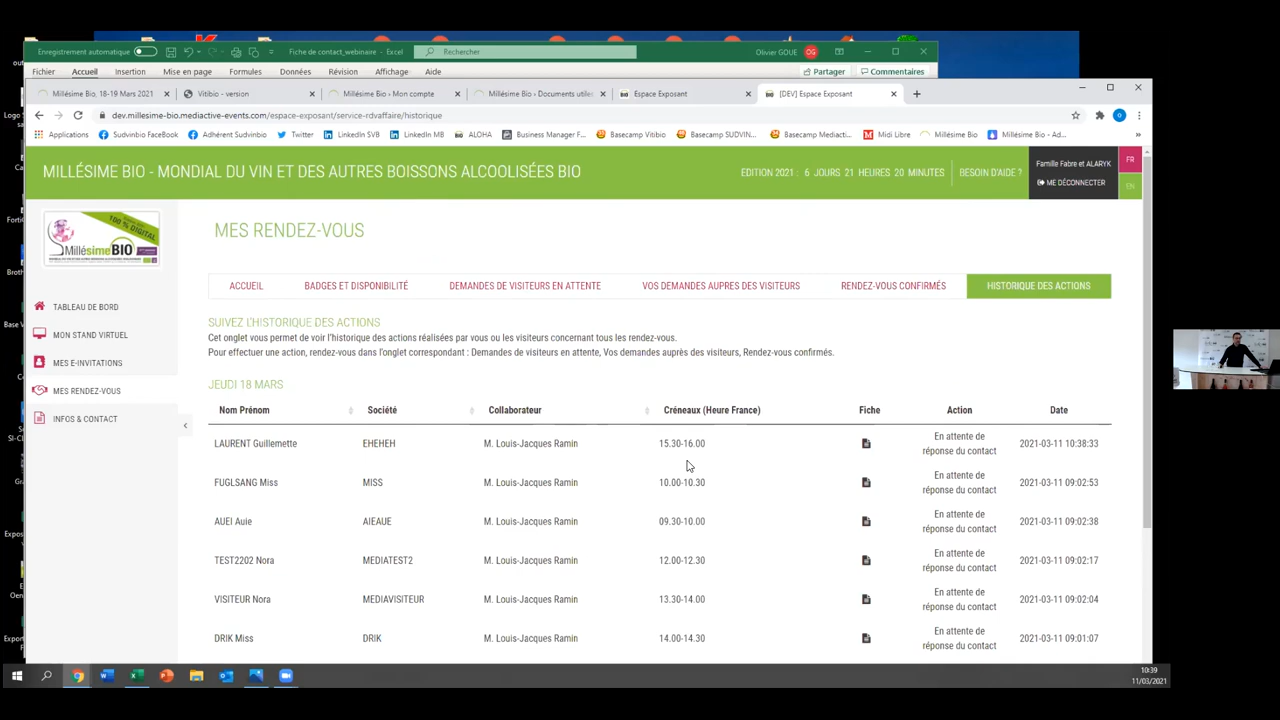 Enregistrement automatique
Fiche de contact_webinaire - Excel
Rechercher
Olivier GOUE OG
Fichier Accueil Insertion Mise en page Formules Données Révision Affichage Aide
Partager Commentaires
Millésime Bio, 18-19 Mars 2021
Vitibio - version
Millésime Bio › Mon compte
Millésime Bio › Documents utiles
Espace Exposant
[DEV] Espace Exposant
dev.millesime-bio.mediactive-events.com/espace-exposant/service-rdvaffaire/historique
Applications Sudvinbio FaceBook Adhérent Sudvinbio Twitter LinkedIn SVB LinkedIn MB ALOHA Business Manager F... Basecamp Vitibio Basecamp SUDVIN... Basecamp Mediacti... Midi Libre Millésime Bio Millésime Bio - Ad...
MILLÉSIME BIO - MONDIAL DU VIN ET DES AUTRES BOISSONS ALCOOLISÉES BIO
EDITION 2021 : 6 JOURS 21 HEURES 20 MINUTES
BESOIN D'AIDE ?
Famille Fabre et ALARYK
ME DÉCONNECTER
FR
EN
100 % DIGITAL
MillésimeBIO
TABLEAU DE BORD
MON STAND VIRTUEL
MES E-INVITATIONS
MES RENDEZ-VOUS
INFOS & CONTACT
MES RENDEZ-VOUS
ACCUEIL BADGES ET DISPONIBILITÉ DEMANDES DE VISITEURS EN ATTENTE VOS DEMANDES AUPRES DES VISITEURS RENDEZ-VOUS CONFIRMÉS HISTORIQUE DES ACTIONS
SUIVEZ L'HISTORIQUE DES ACTIONS
Cet onglet vous permet de voir l'historique des actions réalisées par vous ou les visiteurs concernant tous les rendez-vous.
Pour effectuer une action, rendez-vous dans l'onglet correspondant : Demandes de visiteurs en attente, Vos demandes auprès des visiteurs, Rendez-vous confirmés.
JEUDI 18 MARS
Nom Prénom Société Collaborateur Créneaux (Heure France) Fiche Action Date
LAURENT Guillemette EHEHEH M. Louis-Jacques Ramin 15.30-16.00 En attente de réponse du contact 2021-03-11 10:38:33
FUGLSANG Miss MISS M. Louis-Jacques Ramin 10.00-10.30 En attente de réponse du contact 2021-03-11 09:02:53
AUEI Auie AIEAUE M. Louis-Jacques Ramin 09.30-10.00 En attente de réponse du contact 2021-03-11 09:02:38
TEST2202 Nora MEDIATEST2 M. Louis-Jacques Ramin 12.00-12.30 En attente de réponse du contact 2021-03-11 09:02:17
VISITEUR Nora MEDIAVISITEUR M. Louis-Jacques Ramin 13.30-14.00 En attente de réponse du contact 2021-03-11 09:02:04
DRIK Miss DRIK M. Louis-Jacques Ramin 14.00-14.30 En attente de réponse du contact 2021-03-11 09:01:07
10:39
11/03/2021